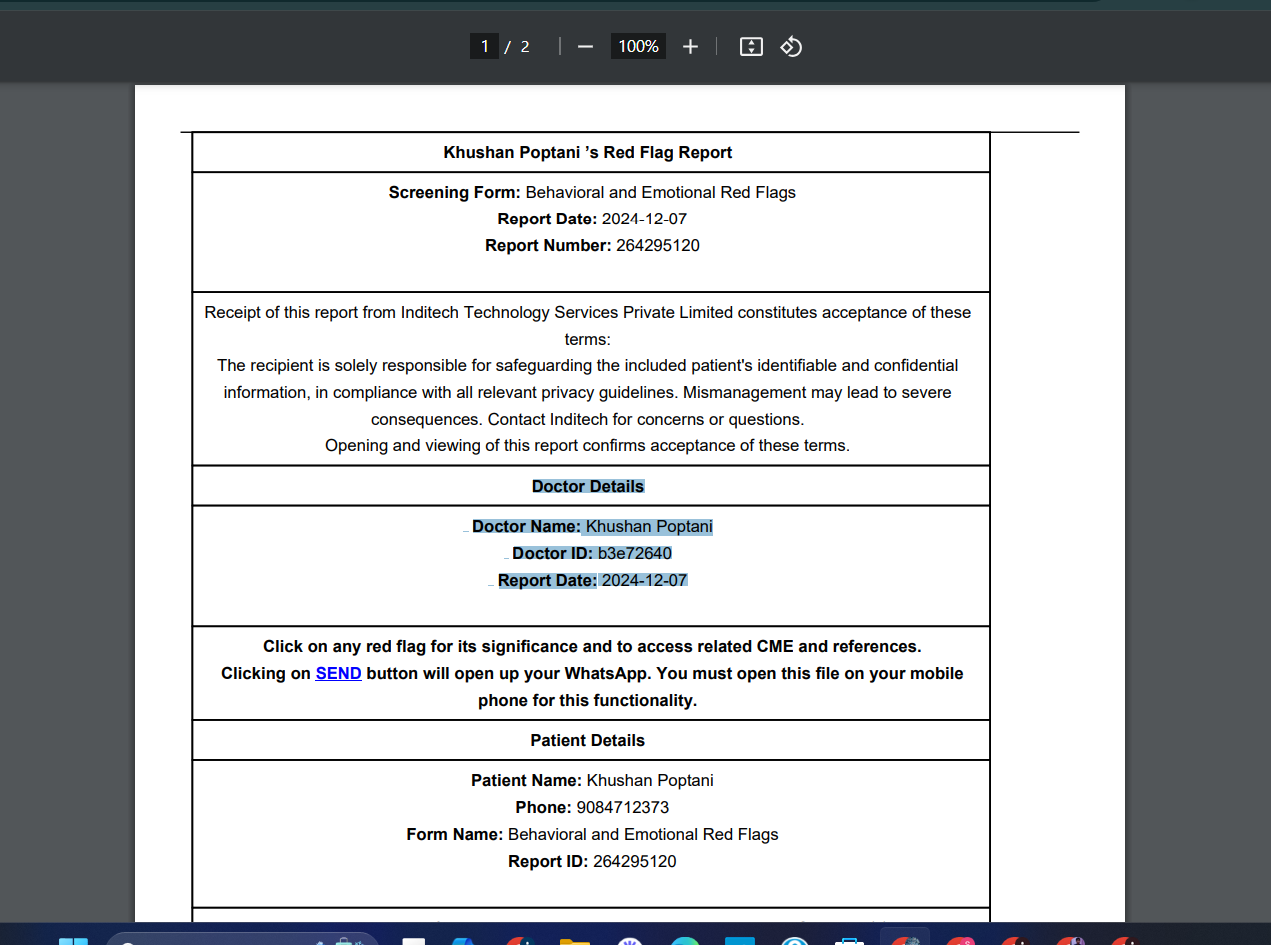 1 / 2 100%
Khushan Poptani ’s Red Flag Report
Screening Form: Behavioral and Emotional Red Flags
Report Date: 2024-12-07
Report Number: 264295120
Receipt of this report from Inditech Technology Services Private Limited constitutes acceptance of these
terms:
The recipient is solely responsible for safeguarding the included patient's identifiable and confidential
information, in compliance with all relevant privacy guidelines. Mismanagement may lead to severe
consequences. Contact Inditech for concerns or questions.
Opening and viewing of this report confirms acceptance of these terms.
Doctor Details
Doctor Name: Khushan Poptani
Doctor ID: b3e72640
Report Date: 2024-12-07
Click on any red flag for its significance and to access related CME and references.
Clicking on SEND button will open up your WhatsApp. You must open this file on your mobile
phone for this functionality.
Patient Details
Patient Name: Khushan Poptani
Phone: 9084712373
Form Name: Behavioral and Emotional Red Flags
Report ID: 264295120